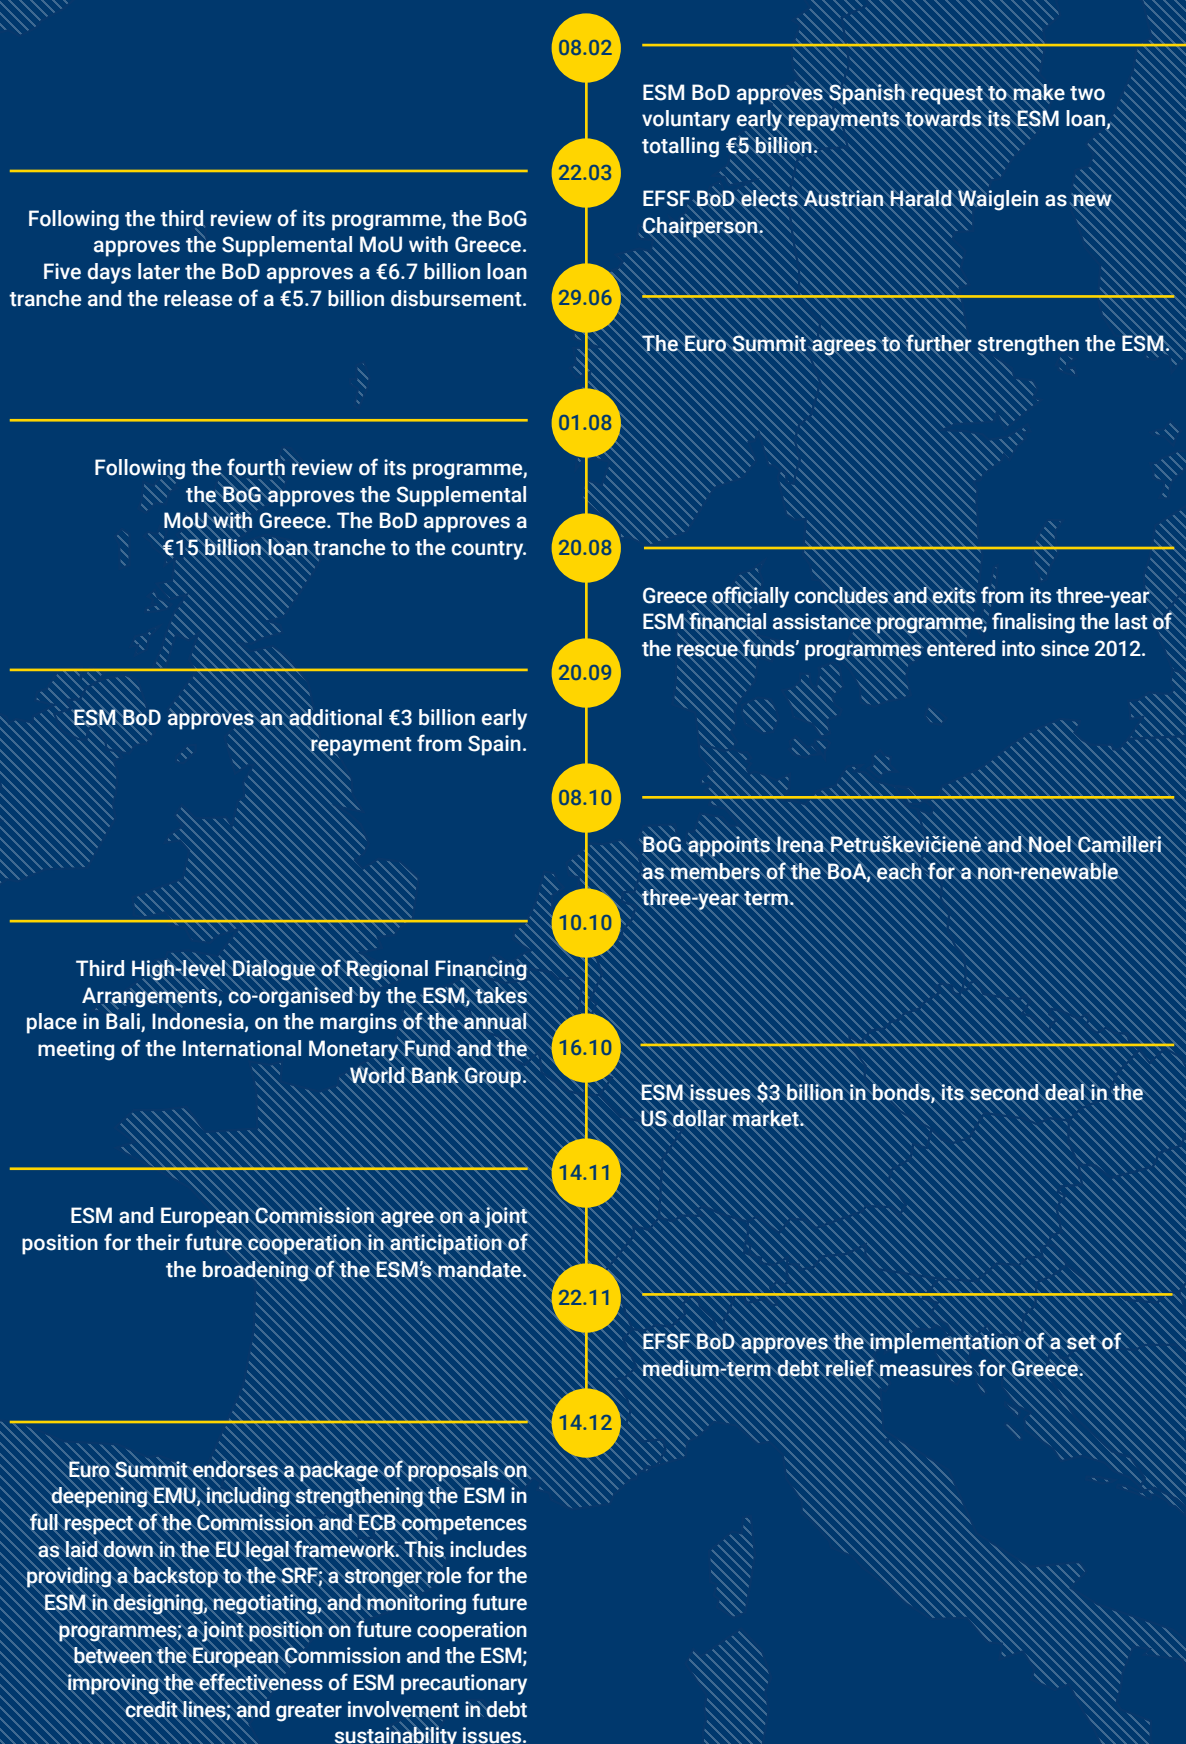 08.02
ESM BoD approves Spanish request to make two
voluntary early repayments towards its ESM loan,
totalling €5 billion.
EFSF BoD elects Austrian Harald Waiglein as new
Chairperson.
22.03
Following the third review of its programme, the BoG
approves the Supplemental MoU with Greece.
Five days later the BoD approves a €6.7 billion loan
tranche and the release of a €5.7 billion disbursement.
29.06
The Euro Summit agrees to further strengthen the ESM.
01.08
Following the fourth review of its programme,
the BoG approves the Supplemental
MoU with Greece. The BoD approves a
€15 billion loan tranche to the country.
20.08
Greece officially concludes and exits from its three-year
ESM financial assistance programme, finalising the last of
the rescue funds’ programmes entered into since 2012.
20.09
ESM BoD approves an additional €3 billion early
repayment from Spain.
08.10
BoG appoints Irena Petruškevičienė and Noel Camilleri
as members of the BoA, each for a non-renewable
three-year term.
10.10
Third High-level Dialogue of Regional Financing
Arrangements, co-organised by the ESM, takes
place in Bali, Indonesia, on the margins of the annual
meeting of the International Monetary Fund and the
World Bank Group.
16.10
ESM issues $3 billion in bonds, its second deal in the
US dollar market.
14.11
ESM and European Commission agree on a joint
position for their future cooperation in anticipation of
the broadening of the ESM’s mandate.
22.11
EFSF BoD approves the implementation of a set of
medium-term debt relief measures for Greece.
14.12
Euro Summit endorses a package of proposals on
deepening EMU, including strengthening the ESM in
full respect of the Commission and ECB competences
as laid down in the EU legal framework. This includes
providing a backstop to the SRF; a stronger role for the
ESM in designing, negotiating, and monitoring future
programmes; a joint position on future cooperation
between the European Commission and the ESM;
improving the effectiveness of ESM precautionary
credit lines; and greater involvement in debt
sustainability issues.